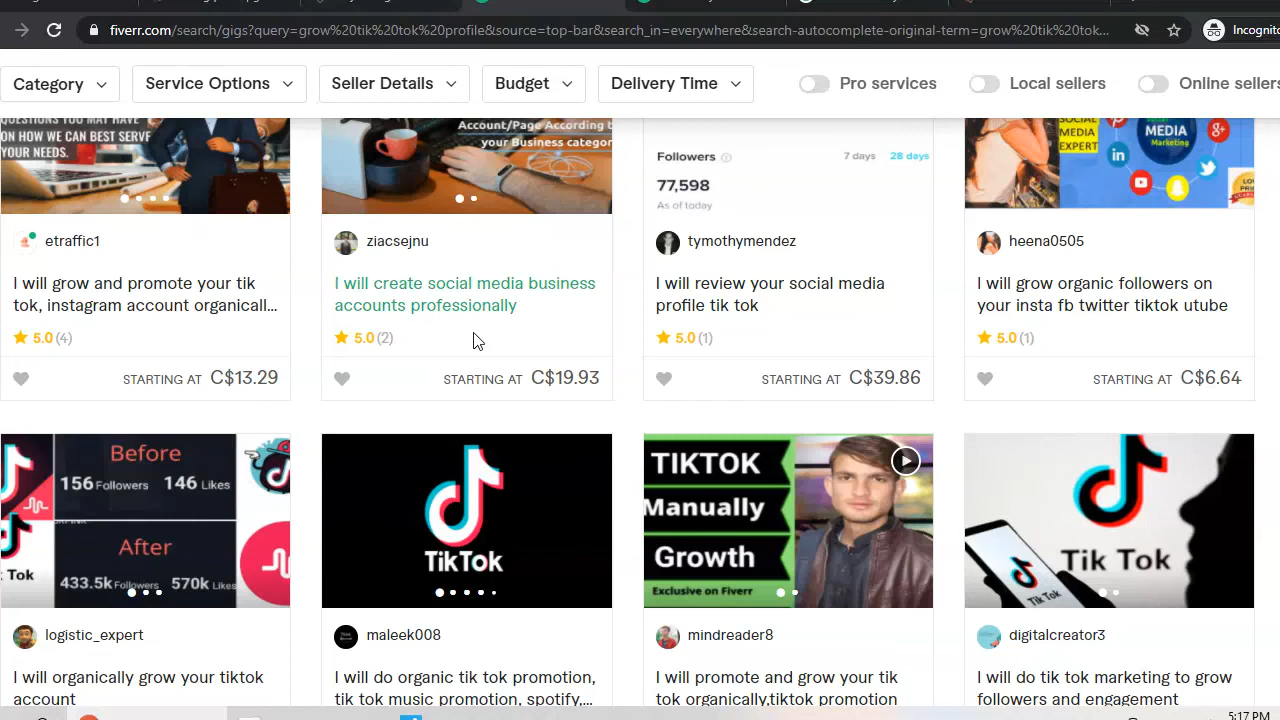 fiverr.com/search/gigs?query=grow%20tik%20tok%20profile&source=top-bar&search_in=everywhere&search-autocomplete-original-term=grow%20tik%20tok...
Incognito
Category
Service Options
Seller Details
Budget
Delivery Time
Pro services
Local sellers
Online sellers
QUESTIONS YOU MAY HAVE
ON HOW WE CAN BEST SERVE
YOUR NEEDS.
Account/Page According t
your Business categor
Followers
7 days
28 days
77,598
As of today
SOCIAL
MEDIA
EXPERT
MEDIA
Marketing
etraffic1
I will grow and promote your tik
tok, instagram account organicall...
5.0 (4)
STARTING AT C$13.29
ziacsejnu
I will create social media business
accounts professionally
5.0 (2)
STARTING AT C$19.93
tymothymendez
I will review your social media
profile tik tok
5.0 (1)
STARTING AT C$39.86
heena0505
I will grow organic followers on
your insta fb twitter tiktok utube
5.0 (1)
STARTING AT C$6.64
Before
156 Followers 146 Likes
After
433.5k Followers 570k Likes
Tok
TikTok
TIKTOK
Manually
Growth
Exclusive on Fiverr
Tik Tok
Tik Tok
logistic_expert
I will organically grow your tiktok
account
maleek008
I will do organic tik tok promotion,
tik tok music promotion, spotify,...
mindreader8
I will promote and grow your tik
tok organically,tiktok promotion
digitalcreator3
I will do tik tok marketing to grow
followers and engagement
5:17 PM